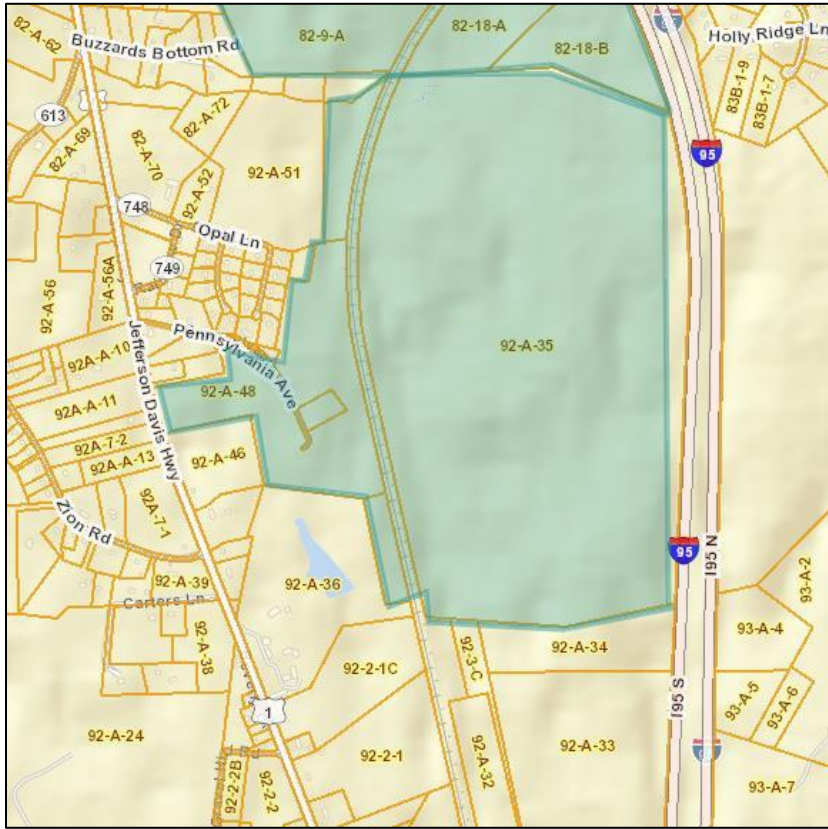 82-A-62
Buzzards Bottom Rd
82-9-A
82-18-A
82-18-B
Holly Ridge Ln
83B-1-9
83B-1-7
613
82-A-69
82-A-72
82-A-70
82-A-52
92-A-51
95
748
Opal Ln
749
92-A-56
92-A-56A
Pennsylvania Ave
92A-A-10
92-A-35
92-A-48
92A-A-11
Jefferson Davis Hwy
92A-7-2
92A-A-13
92-A-46
92A-7-1
Zion Rd
95
I95 N
92-A-39
Carters Ln
92-A-36
93-A-2
92-A-38
93-A-4
92-2-1C
92-3-C
92-A-34
93-A-5
93-A-6
I95 S
1
92-A-24
92-2-1
92-A-32
92-A-33
95
92-2-2B
92-2-2
93-A-7